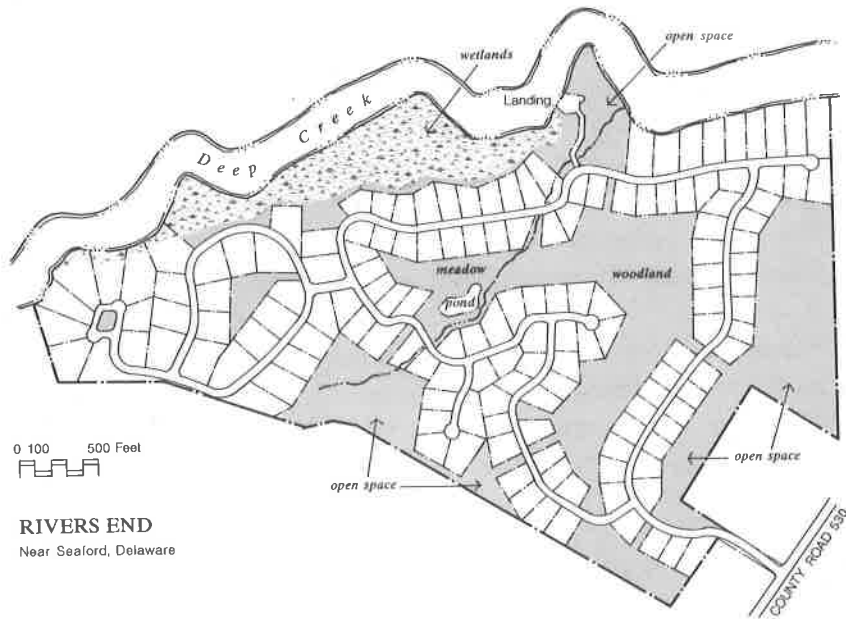 open space
wetlands
Landing
Deep Creek
meadow
woodland
pond
open space
open space
0 100 500 Feet
RIVERS END
Near Seaford, Delaware
COUNTY ROAD 530